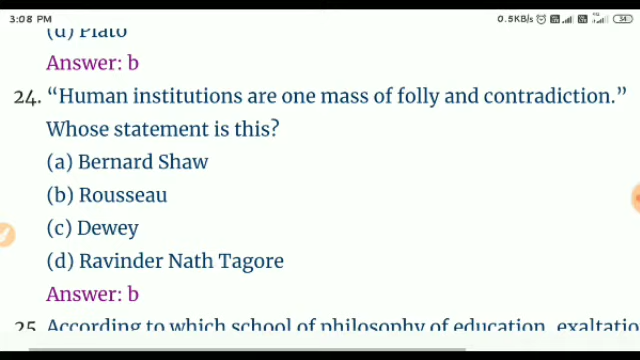 3:08 PM
0.5KB/s
34
(d) Plato
Answer: b
24. “Human institutions are one mass of folly and contradiction.”
Whose statement is this?
(a) Bernard Shaw
(b) Rousseau
(c) Dewey
(d) Ravinder Nath Tagore
Answer: b
25 According to which school of philosophy of education, exaltatio